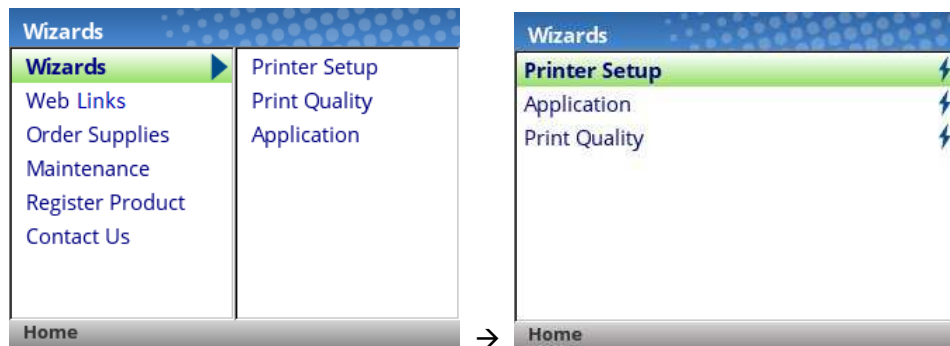 Wizards
Wizards
Web Links
Order Supplies
Maintenance
Register Product
Contact Us
Printer Setup
Print Quality
Application
Home
→
Wizards
Printer Setup
Application
Print Quality
Home